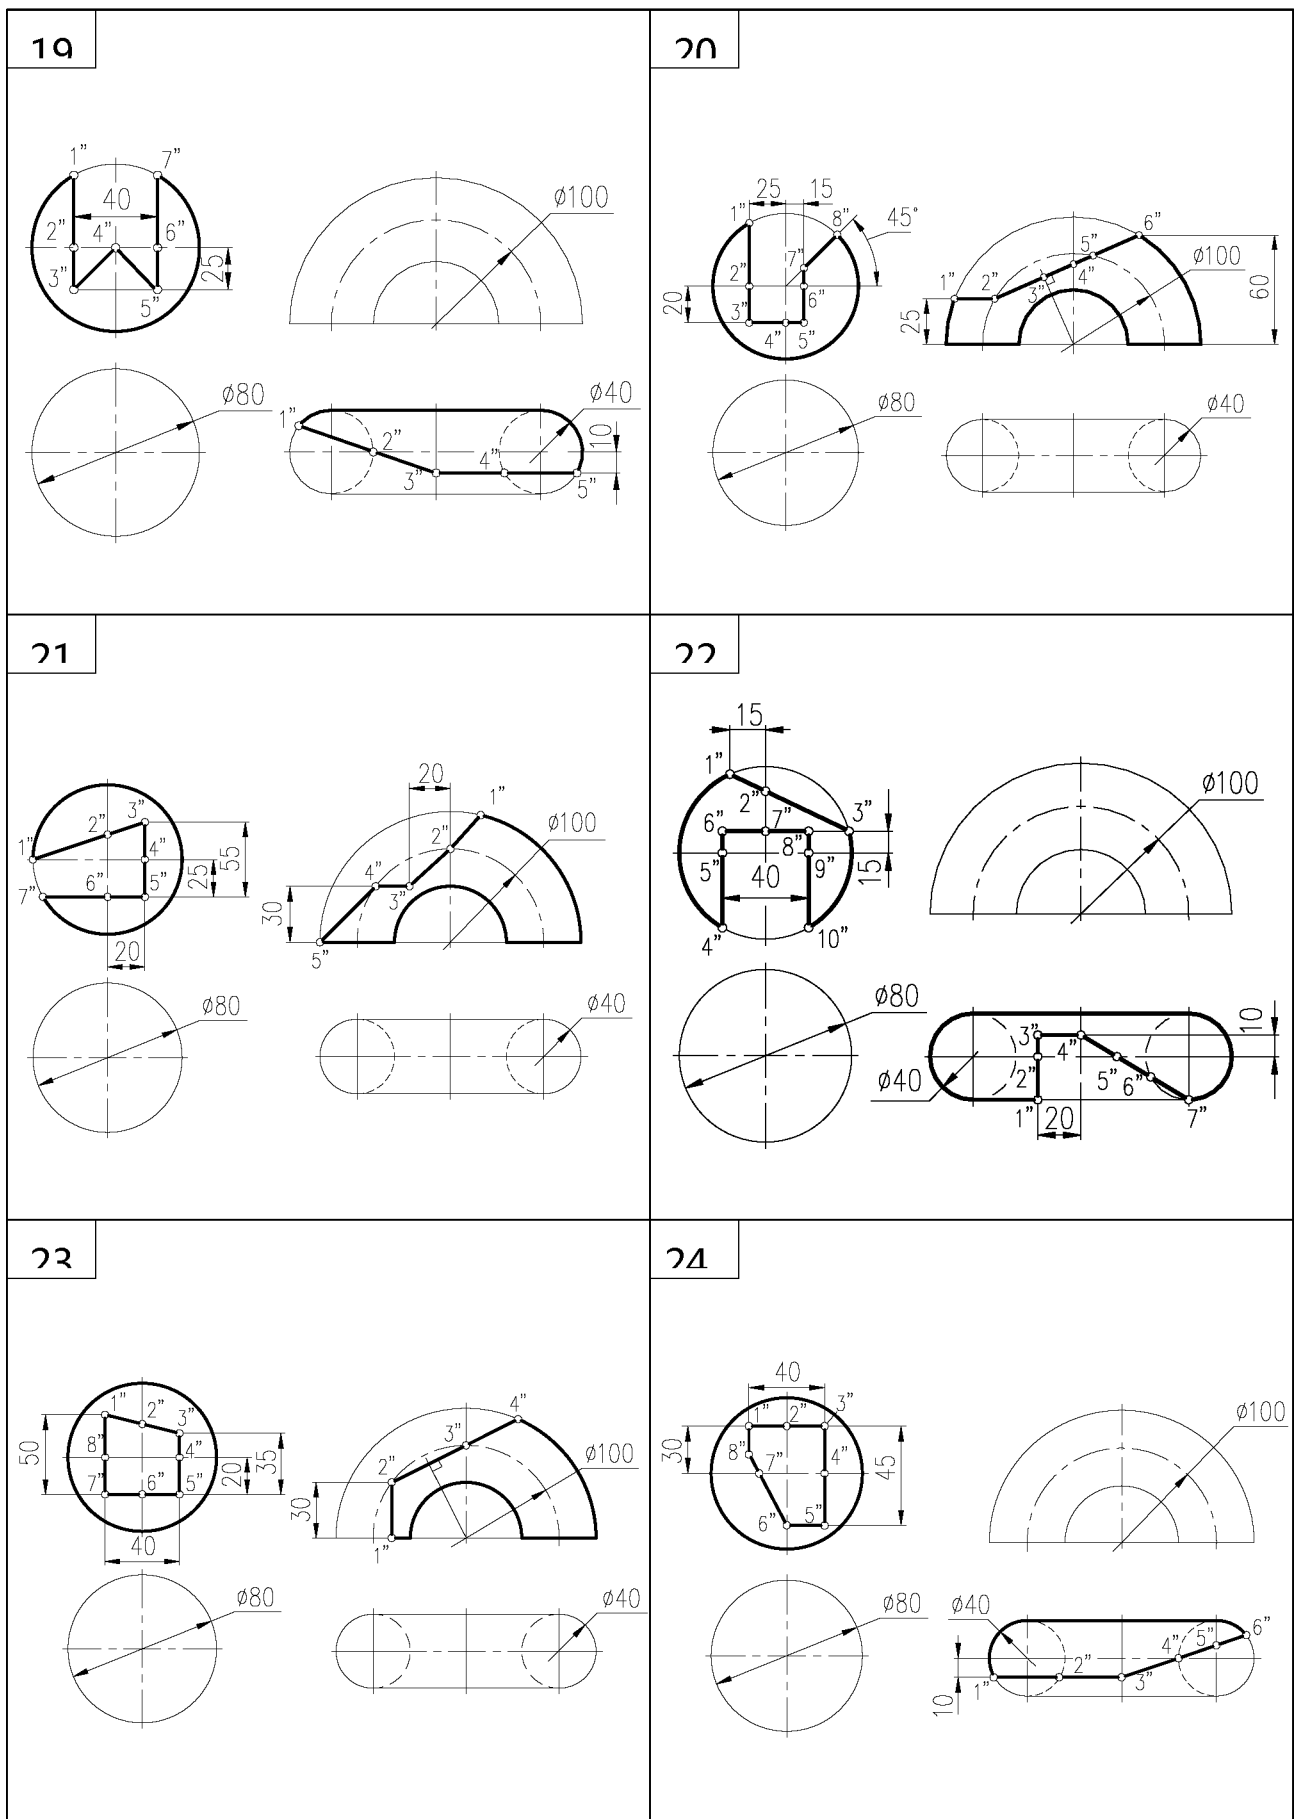 19
1" 7"
40
2" 4" 6"
3" 5"
25
ø100
ø80
1" 2" 3" 4" 5"
ø40
10
20
25 15
1" 8"
45°
7"
2" 6"
3" 4" 5"
20
1" 2" 3" 4" 5" 6"
ø100
25
60
ø80
ø40
21
1" 2" 3"
4"
7" 6" 5"
25
55
20
20
1"
2"
4" 3"
5"
30
ø100
ø80
ø40
22
15
1"
2" 3"
6" 7" 8"
5" 9"
40
15
4" 10"
ø100
ø80
3" 4"
2" 5" 6"
1" 7"
10
20
ø40
23
1" 2" 3"
8" 4"
7" 6" 5"
50
20
35
40
4"
3"
2"
1"
30
ø100
ø80
ø40
24
40
1" 2" 3"
8" 7" 4"
6" 5"
30
45
ø100
ø80
ø40
1" 2" 3" 4" 5" 6"
10